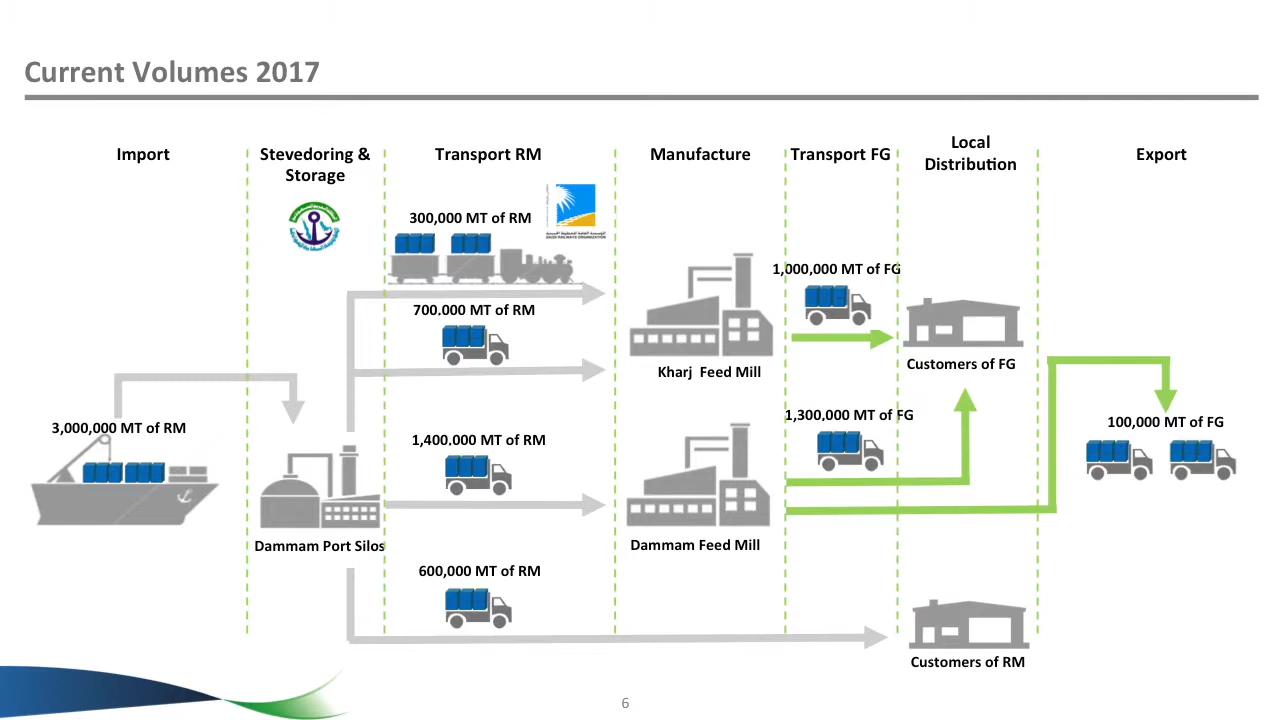 Current Volumes 2017
Import
Stevedoring &
Storage
Transport RM
Manufacture
Transport FG
Local
Distribution
Export
300,000 MT of RM
SAUDI RAILWAYS ORGANIZATION
700.000 MT of RM
1,000,000 MT of FG
Kharj Feed Mill
Customers of FG
3,000,000 MT of RM
1,400.000 MT of RM
1,300,000 MT of FG
100,000 MT of FG
Dammam Port Silos
Dammam Feed Mill
600,000 MT of RM
Customers of RM
6